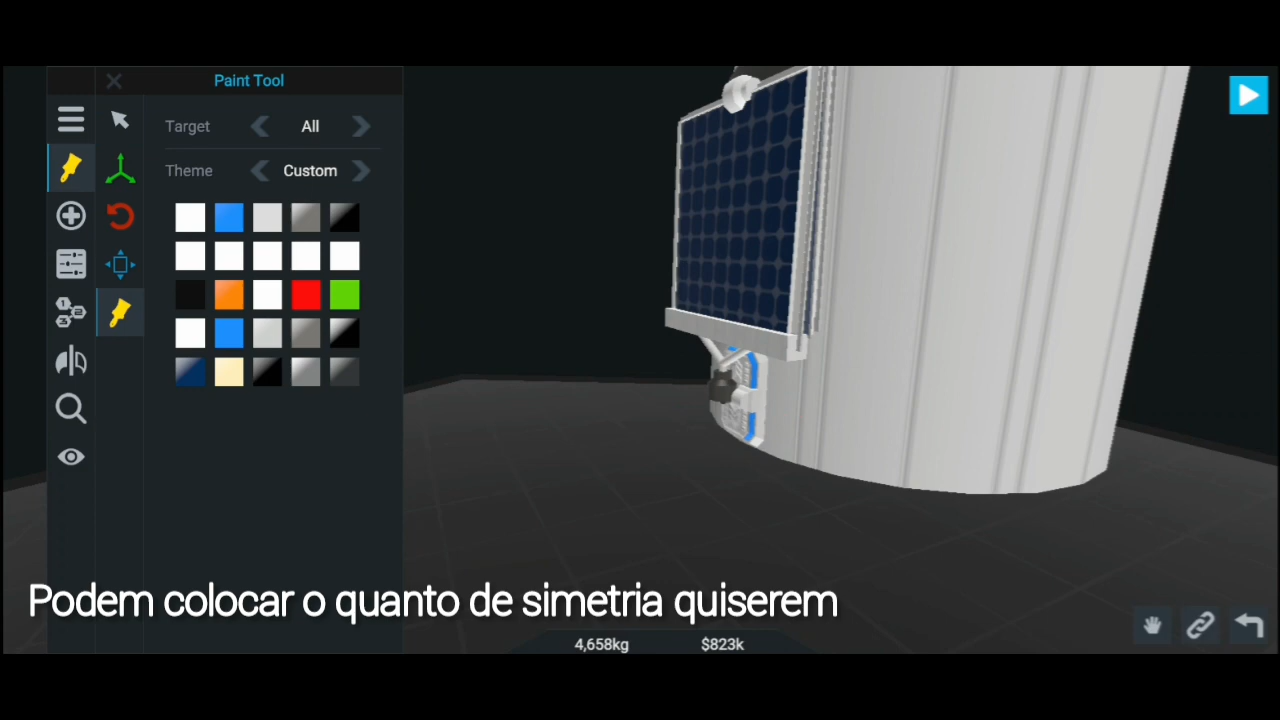 Paint Tool
Target All
Theme Custom
Podem colocar o quanto de simetria quiserem
4,658kg $823k